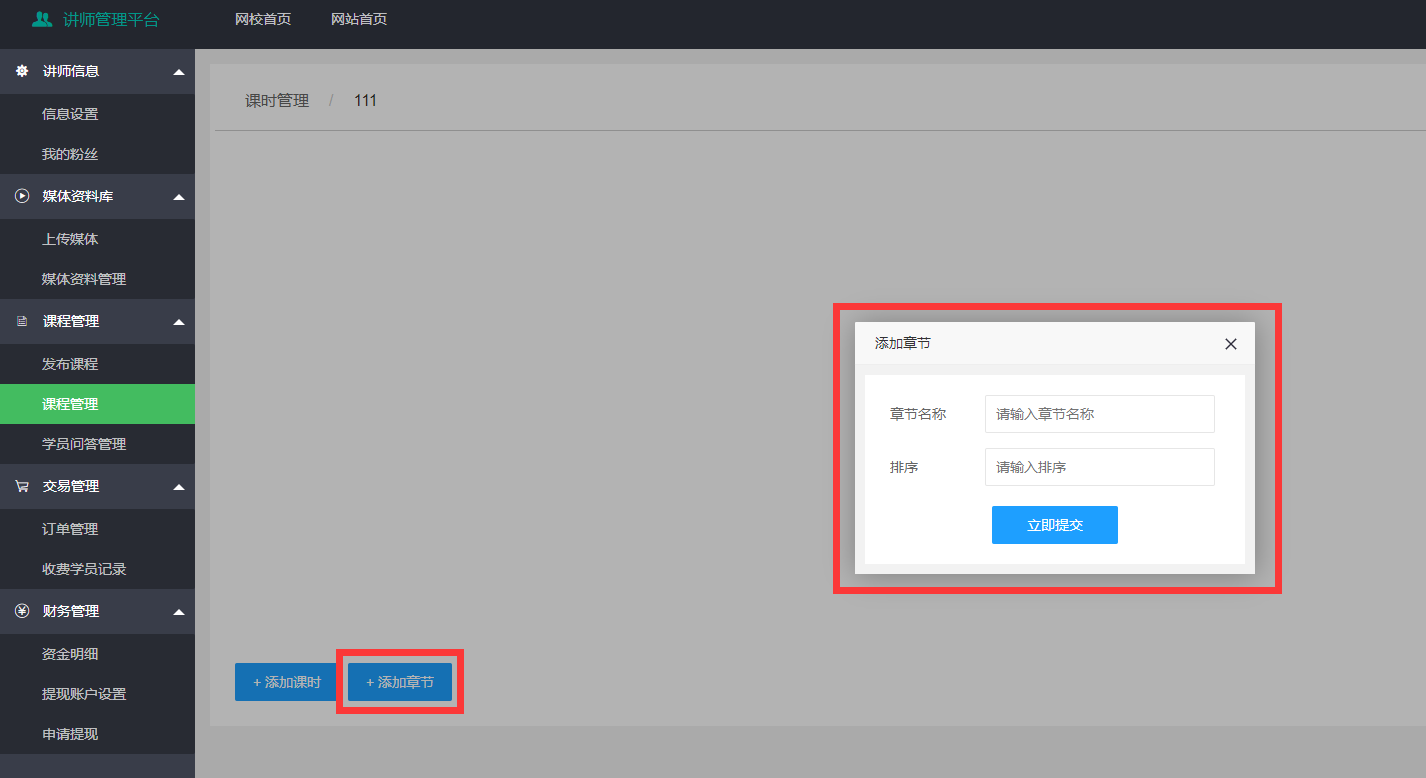 讲师管理平台
网校首页
网站首页
讲师信息
信息设置
我的粉丝
媒体资料库
上传媒体
媒体资料管理
课程管理
发布课程
课程管理
学员问答管理
交易管理
订单管理
收费学员记录
财务管理
资金明细
提现账户设置
申请提现
课时管理 / 111
添加章节
章节名称 请输入章节名称
排序 请输入排序
立即提交
+ 添加课时
+ 添加章节